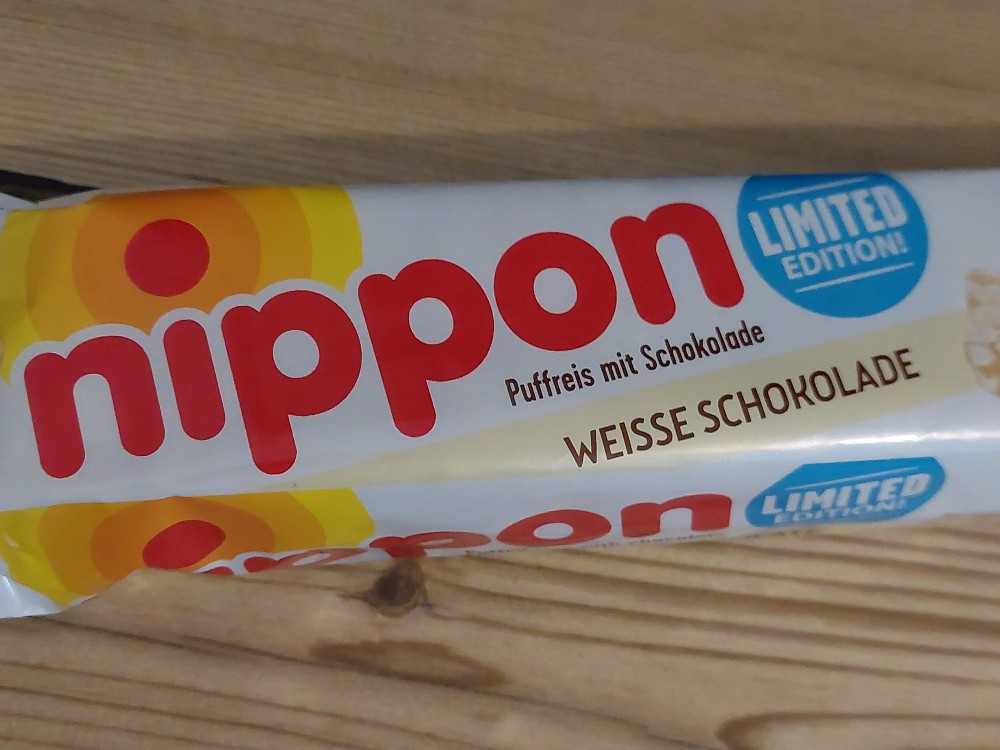 nippon
LIMITED
EDITION!
Puffreis mit Schokolade
WEISSE SCHOKOLADE
nippon
LIMITED
EDITION!